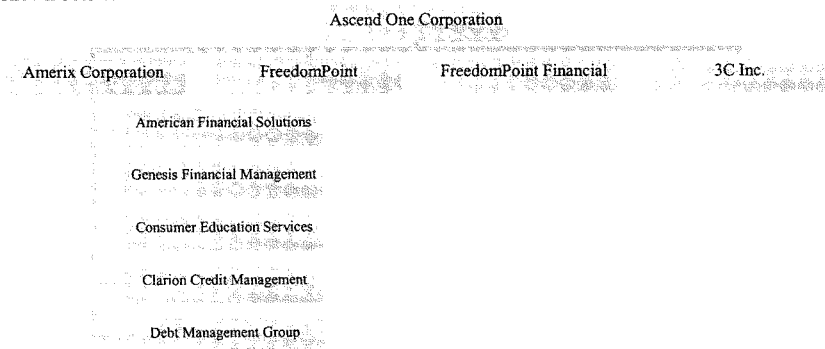 Ascend One Corporation
Amerix Corporation FreedomPoint FreedomPoint Financial 3C Inc.
American Financial Solutions
Genesis Financial Management
Consumer Education Services
Clarion Credit Management
Debt Management Group